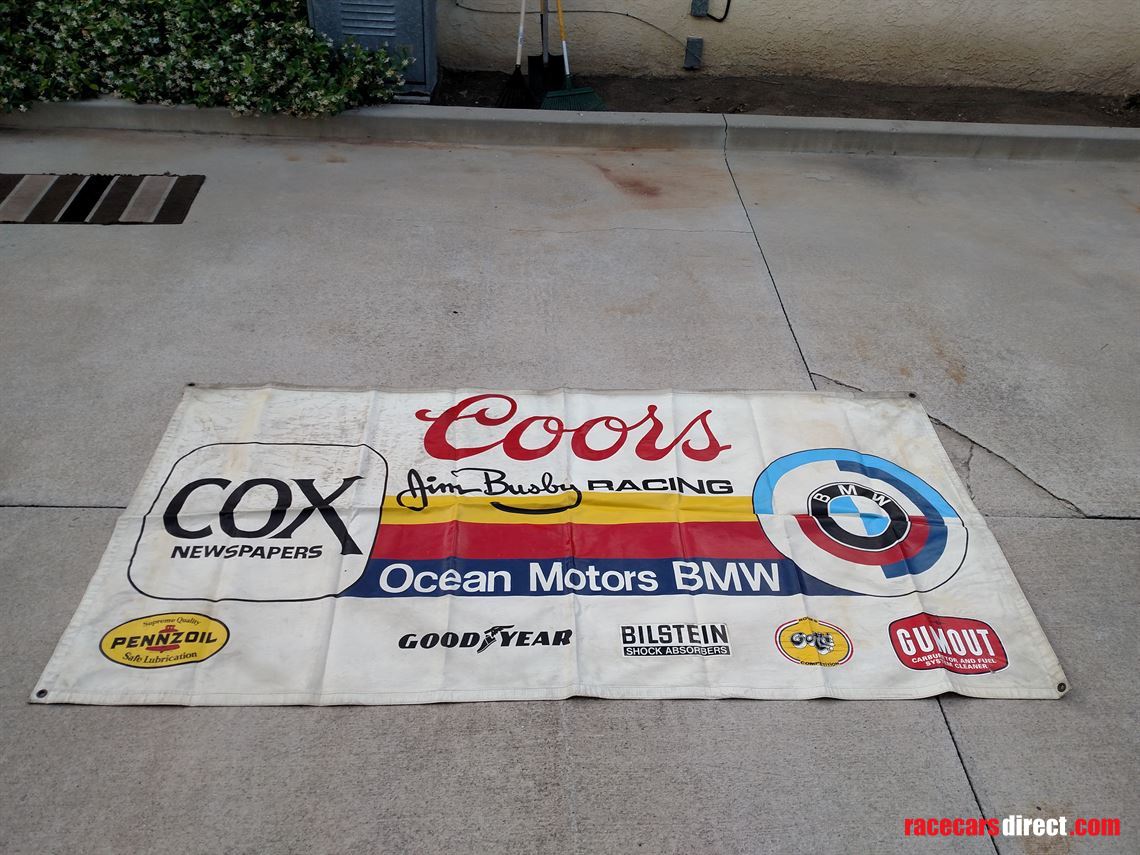 Coors
Jim Busby RACING
COX
NEWSPAPERS
BMW
Ocean Motors BMW
Supreme Quality
PENNZOIL
Safe Lubrication
GOODYEAR
BILSTEIN
SHOCK ABSORBERS
COMPETITION
GUMOUT
CARBURETOR AND FUEL
SYSTEM CLEANER
racecarsdirect.com